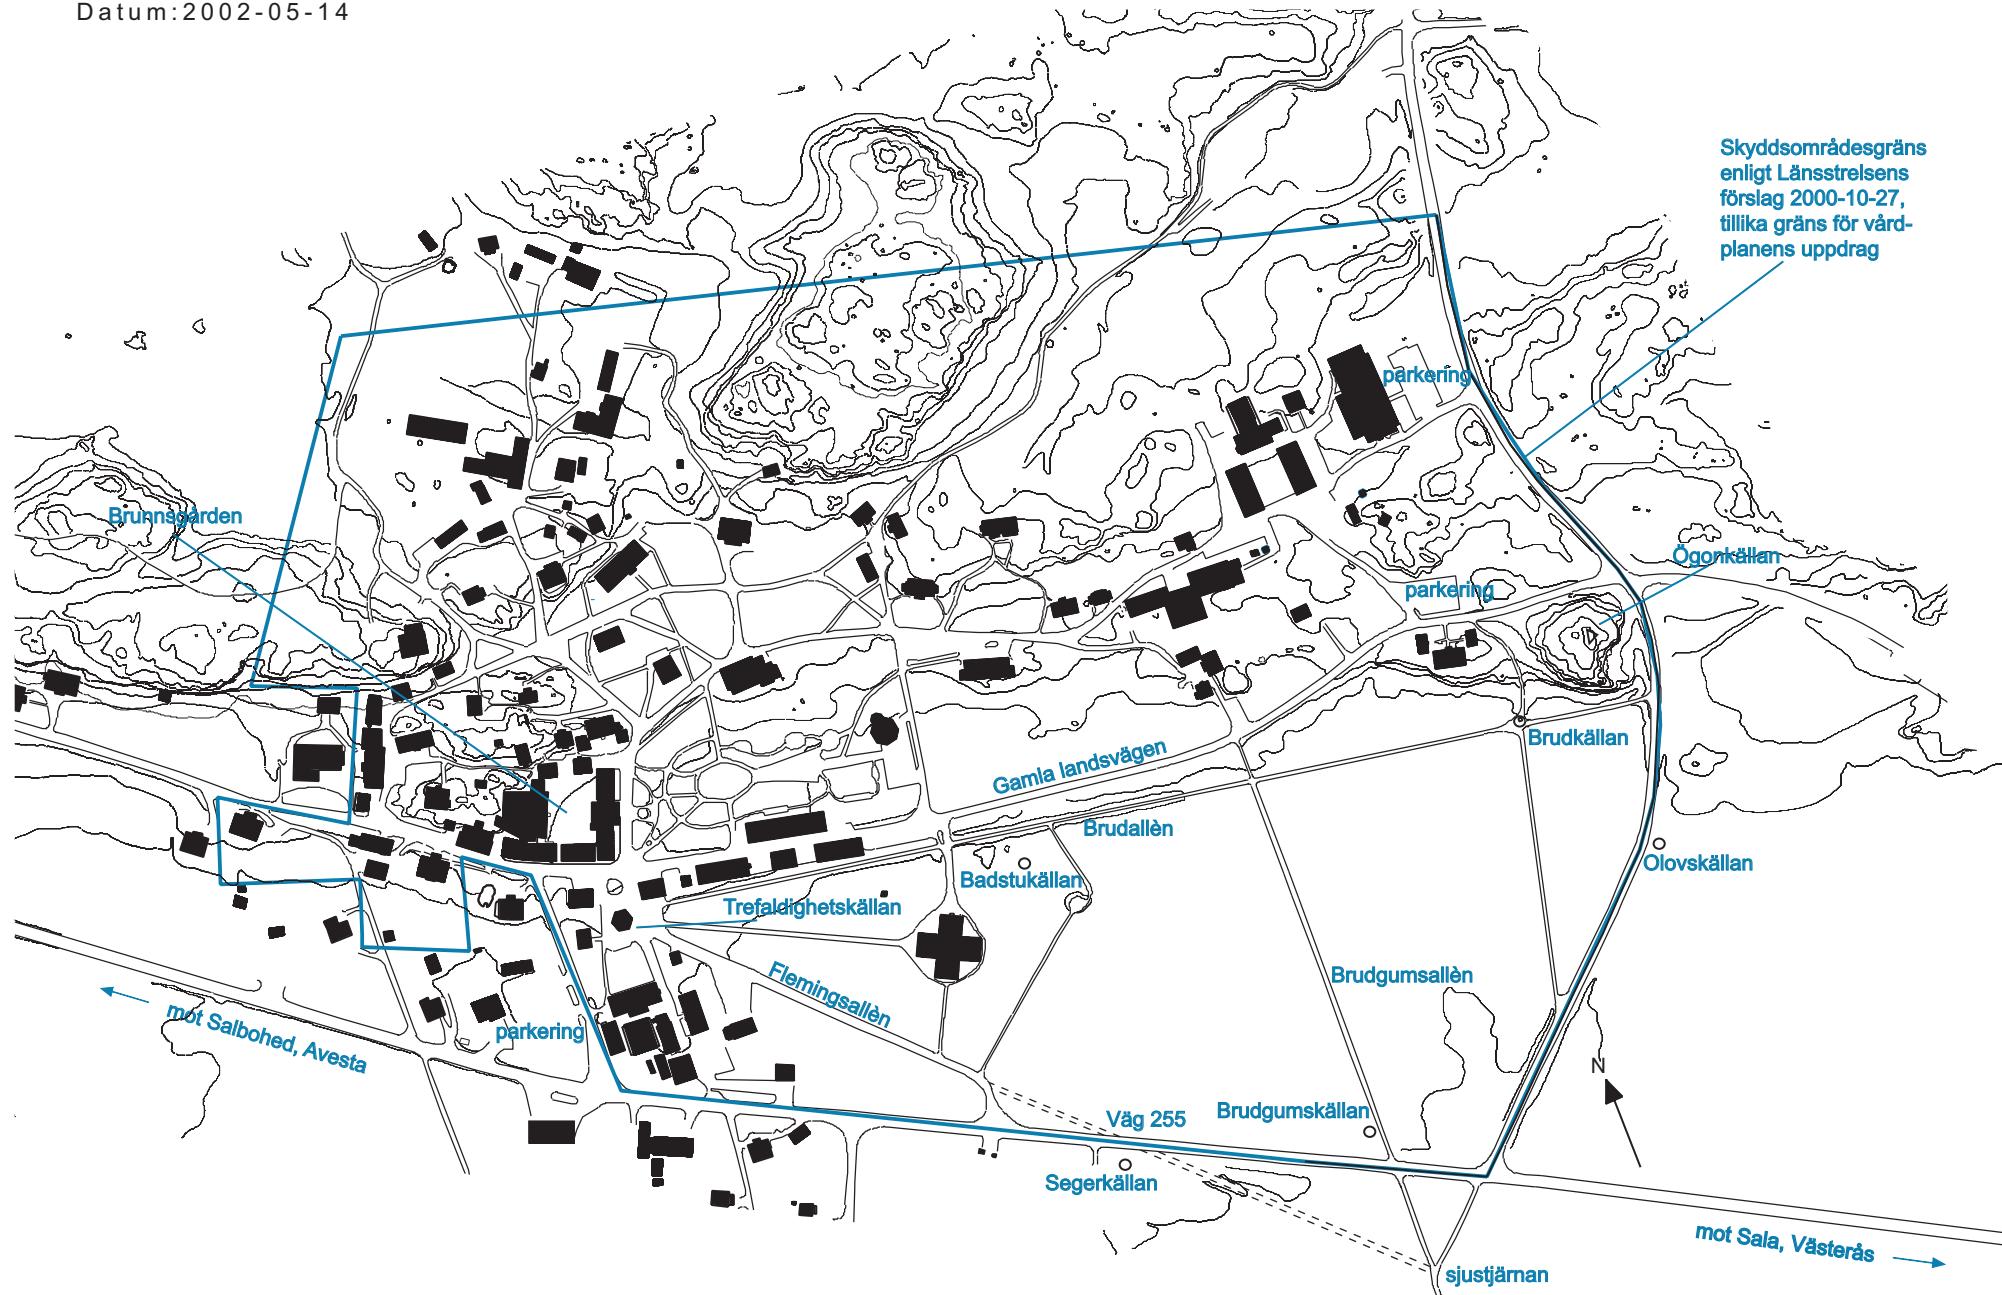 Datum:2002-05-14
Skyddsområdesgräns
enligt Länsstrelsens
förslag 2000-10-27,
tillika gräns för vård-
planens uppdrag
parkering
Brunnsgården
Ögonkällan
parkering
Brudkällan
Gamla landsvägen
Brudallèn
Olovskällan
Badstukällan
Trefaldighetskällan
Flemingsallèn
Brudgumsallèn
mot Salbohed, Avesta
parkering
N
Väg 255
Brudgumskällan
Segerkällan
mot Sala, Västerås
sjustjärnan